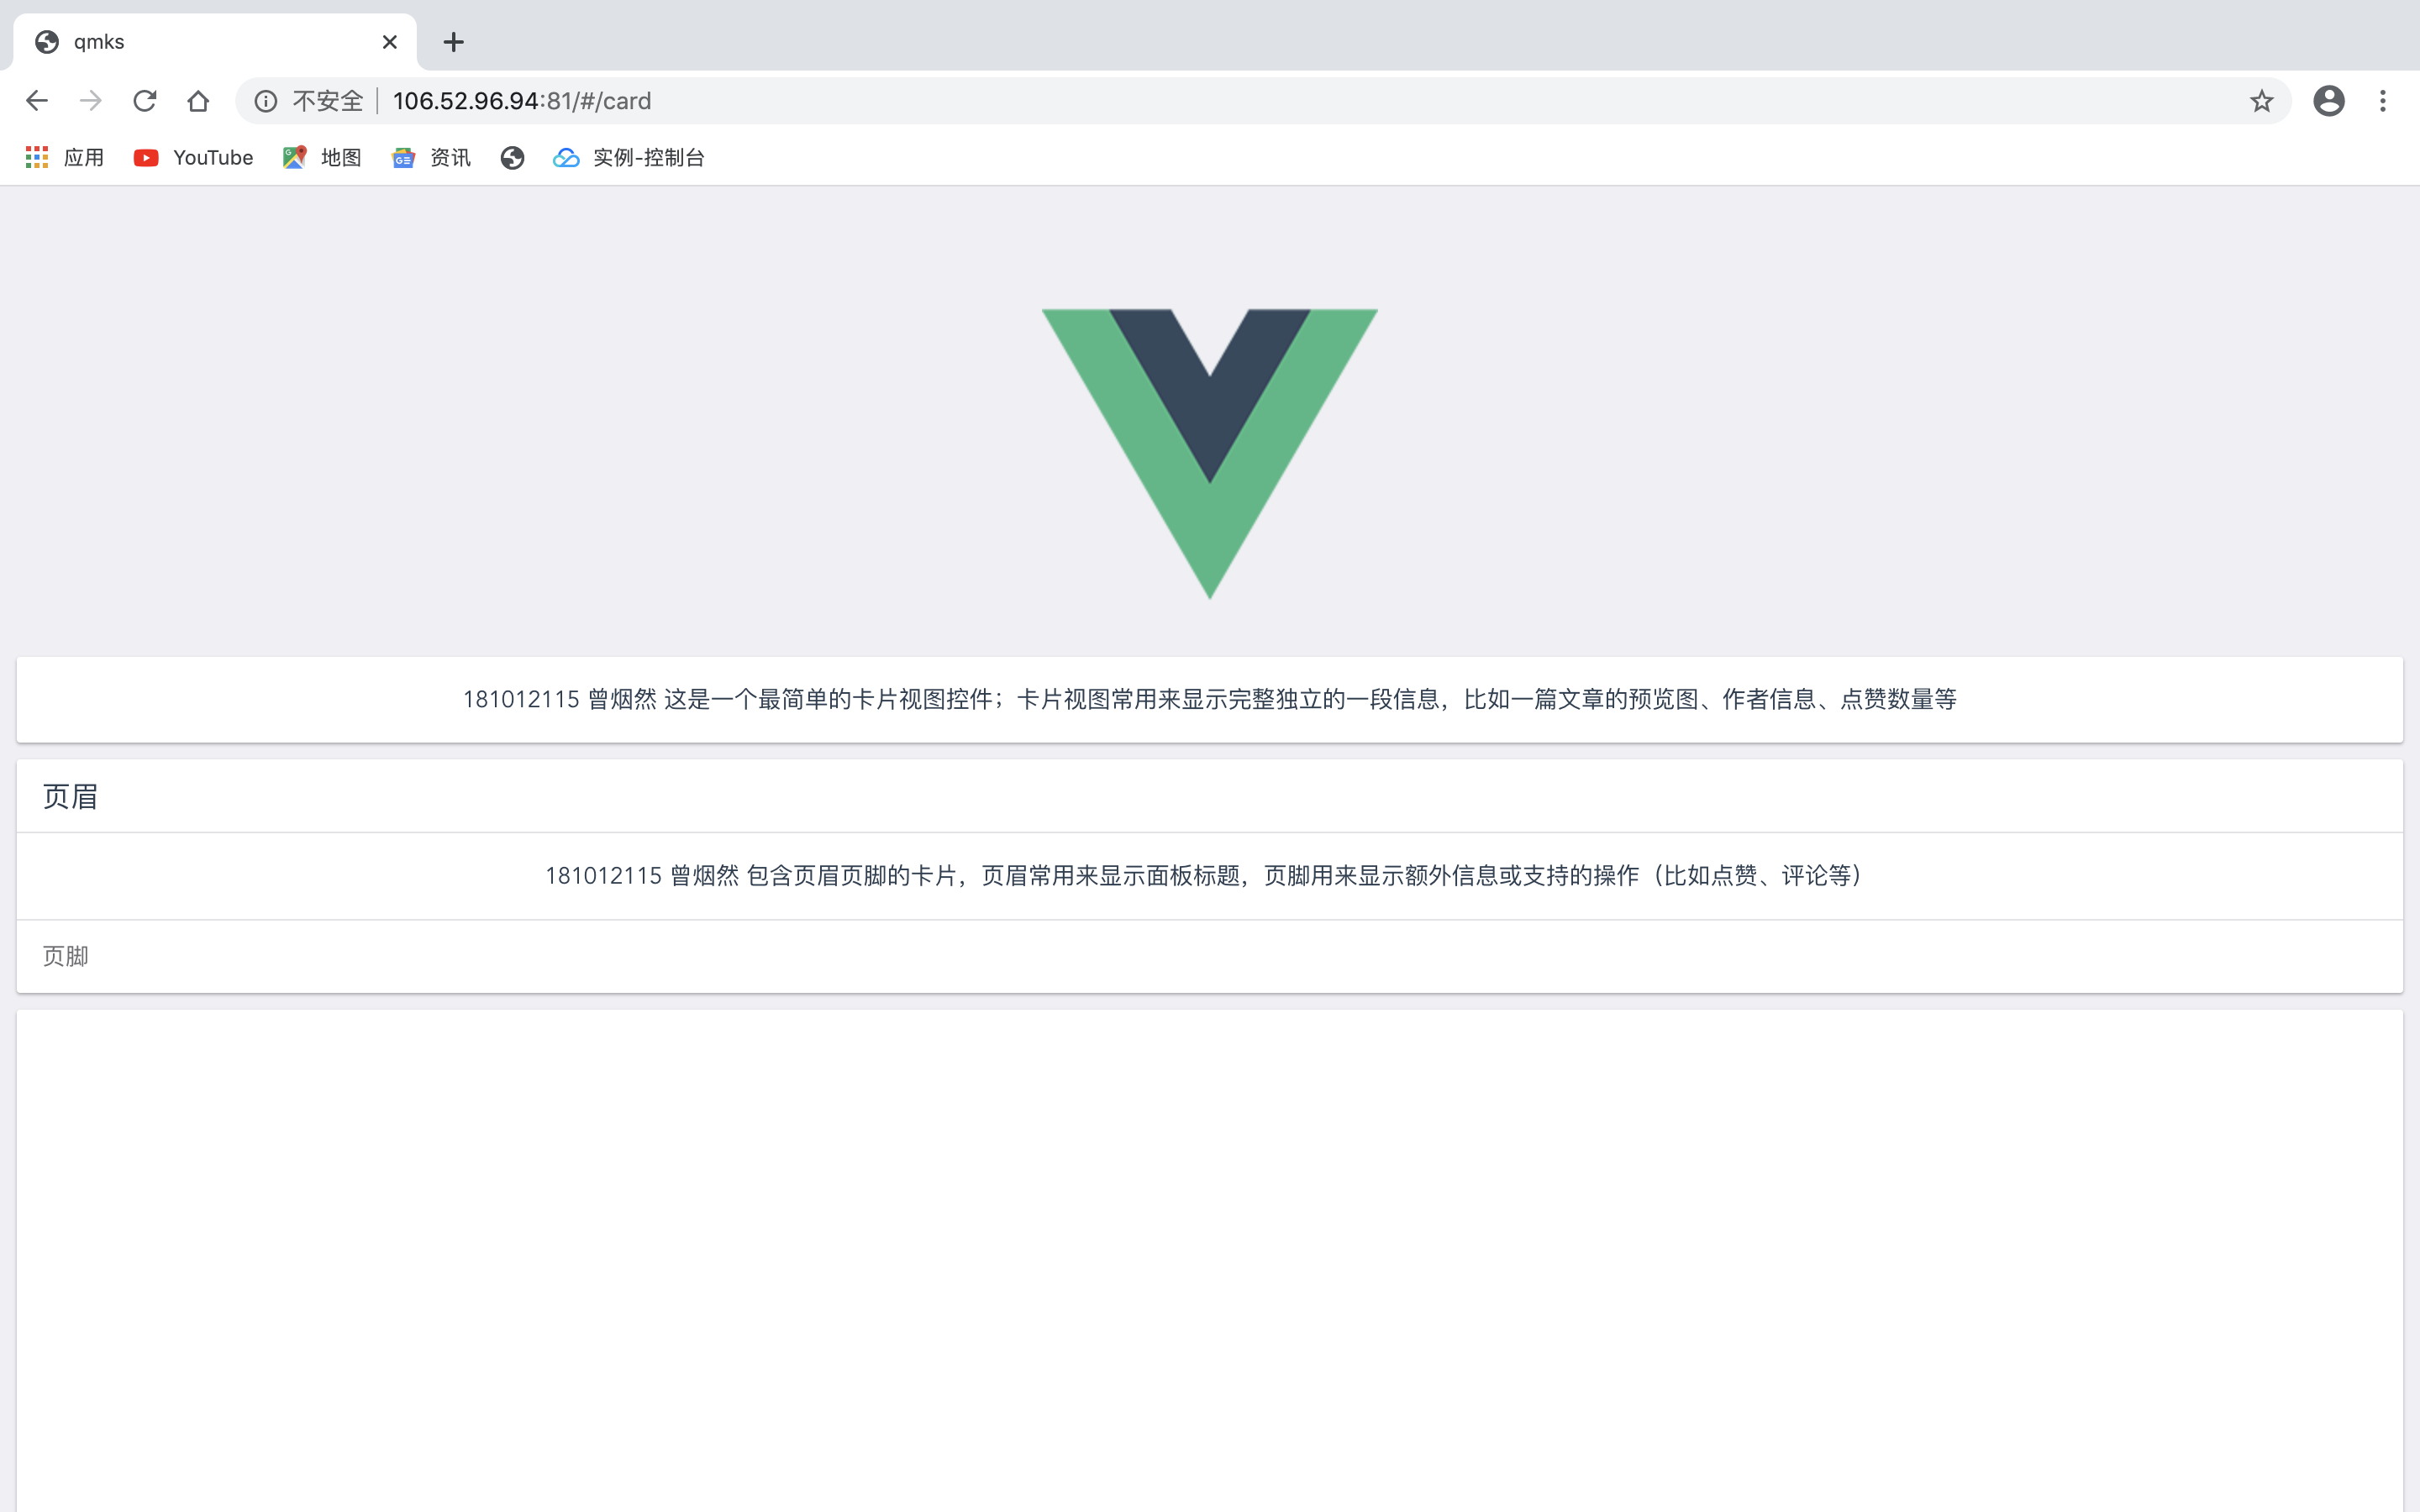 qmks
不安全 106.52.96.94:81/#/card
应用 YouTube 地图 资讯 实例-控制台
181012115 曾烟然 这是一个最简单的卡片视图控件；卡片视图常用来显示完整独立的一段信息，比如一篇文章的预览图、作者信息、点赞数量等
页眉
181012115 曾烟然 包含页眉页脚的卡片，页眉常用来显示面板标题，页脚用来显示额外信息或支持的操作（比如点赞、评论等）
页脚